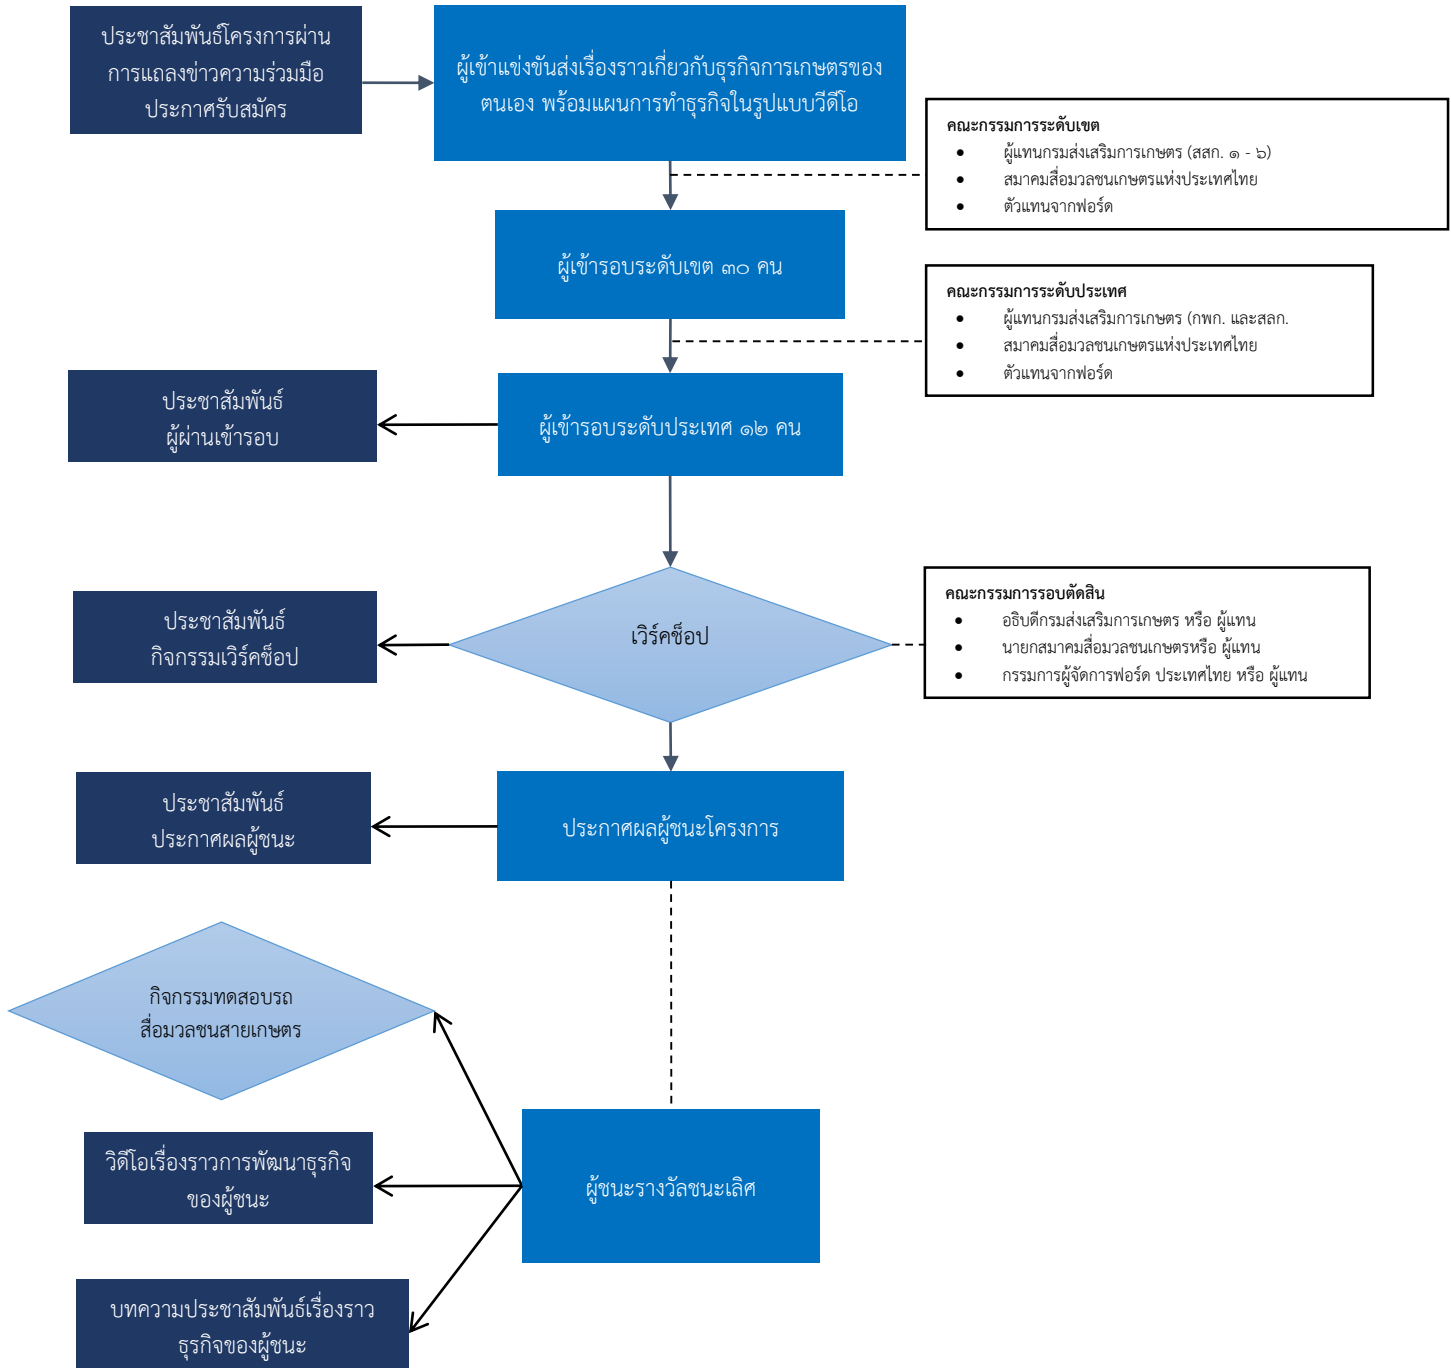 ประชาสัมพันธ์โครงการผ่าน
การแถลงข่าวความร่วมมือ
ประกาศรับสมัคร
ผู้เข้าแข่งขันส่งเรื่องราวเกี่ยวกับธุรกิจการเกษตรของ
ตนเอง พร้อมแผนการทำธุรกิจในรูปแบบวีดีโอ
คณะกรรมการระดับเขต
● ผู้แทนกรมส่งเสริมการเกษตร (สสก. ๑ - ๖)
● สมาคมสื่อมวลชนเกษตรแห่งประเทศไทย
● ตัวแทนจากฟอร์ด
ผู้เข้ารอบระดับเขต ๓๐ คน
คณะกรรมการระดับประเทศ
● ผู้แทนกรมส่งเสริมการเกษตร (กพก. และสลก.
● สมาคมสื่อมวลชนเกษตรแห่งประเทศไทย
● ตัวแทนจากฟอร์ด
ประชาสัมพันธ์
ผู้ผ่านเข้ารอบ
ผู้เข้ารอบระดับประเทศ ๑๒ คน
ประชาสัมพันธ์
กิจกรรมเวิร์คช็อป
เวิร์คช็อป
คณะกรรมการรอบตัดสิน
● อธิบดีกรมส่งเสริมการเกษตร หรือ ผู้แทน
● นายกสมาคมสื่อมวลชนเกษตรหรือ ผู้แทน
● กรรมการผู้จัดการฟอร์ด ประเทศไทย หรือ ผู้แทน
ประชาสัมพันธ์
ประกาศผลผู้ชนะ
ประกาศผลผู้ชนะโครงการ
กิจกรรมทดสอบรถ
สื่อมวลชนสายเกษตร
วิดีโอเรื่องราวการพัฒนาธุรกิจ
ของผู้ชนะ
ผู้ชนะรางวัลชนะเลิศ
บทความประชาสัมพันธ์เรื่องราว
ธุรกิจของผู้ชนะ